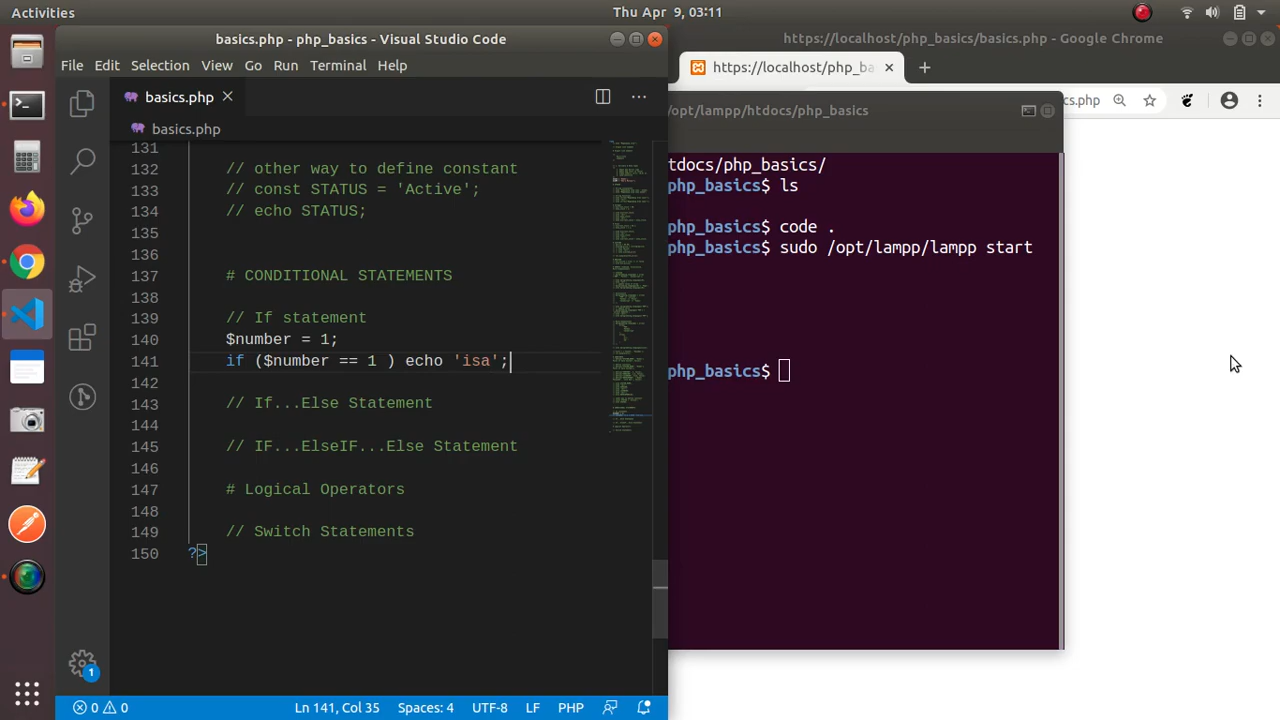 Activities
Thu Apr 9, 03:11
basics.php - php_basics - Visual Studio Code
https://localhost/php_basics/basics.php - Google Chrome
File Edit Selection View Go Run Terminal Help
https://localhost/php_ba
basics.php
cs.php
/opt/lampp/htdocs/php_basics
basics.php
131
132 // other way to define constant
133 // const STATUS = 'Active';
134 // echo STATUS;
135
136
137 # CONDITIONAL STATEMENTS
138
139 // If statement
140 $number = 1;
141 if ($number == 1 ) echo 'isa';
142
143 // If...Else Statement
144
145 // IF...ElseIF...Else Statement
146
147 # Logical Operators
148
149 // Switch Statements
150 ?>
tdocs/php_basics/
php_basics$ ls
php_basics$ code .
php_basics$ sudo /opt/lampp/lampp start
php_basics$
1
0 0 Ln 141, Col 35 Spaces: 4 UTF-8 LF PHP